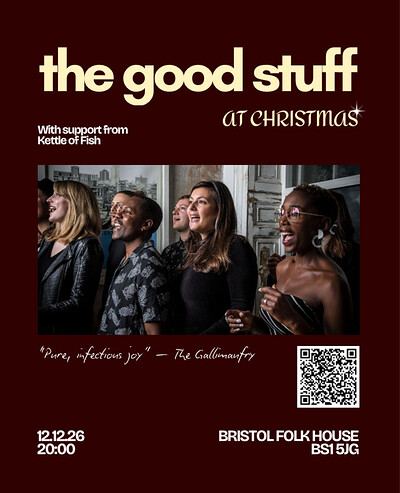 the good stuff
AT CHRISTMAS
With support from
Kettle of Fish
"Pure, infectious joy" — The Gallimaufry
12.12.26
20:00
BRISTOL FOLK HOUSE
BS1 5JG